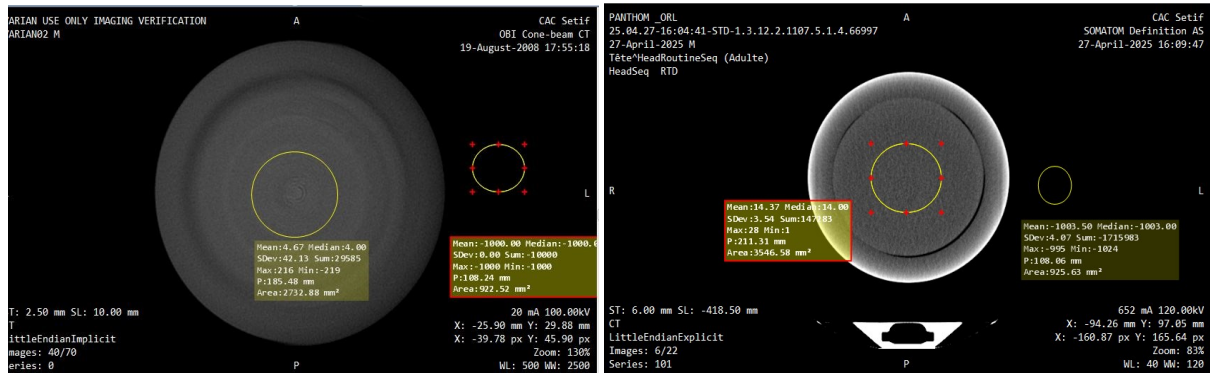 ARIAN USE ONLY IMAGING VERIFICATION
ARIAN02 M
A
CAC Setif
OBI Cone-beam CT
19-August-2008 17:55:18
L
Mean:4.67 Median:4.00
SDev:42.13 Sum:29585
Max:216 Min:-219
P:185.48 mm
Area:2732.88 mm²
Mean:-1000.00 Median:-1000.0
SDev:0.00 Sum:-10000
Max:-1000 Min:-1000
P:108.24 mm
Area:922.52 mm²
T: 2.50 mm SL: 10.00 mm
T
ittleEndianImplicit
mages: 40/70
eries: 0
P
20 mA 100.00kV
X: -25.90 mm Y: 29.88 mm
X: -39.78 px Y: 45.90 px
Zoom: 130%
WL: 500 WW: 2500
PANTHOM _ORL
25.04.27-16:04:41-STD-1.3.12.2.1107.5.1.4.66997
27-April-2025 M
Tête^HeadRoutineSeq (Adulte)
HeadSeq RTD
A
CAC Setif
SOMATOM Definition AS
27-April-2025 16:09:47
R
L
Mean:14.37 Median:14.00
SDev:3.54 Sum:147283
Max:28 Min:1
P:211.31 mm
Area:3546.58 mm²
Mean:-1003.50 Median:-1003.00
SDev:4.07 Sum:-1715983
Max:-995 Min:-1024
P:108.06 mm
Area:925.63 mm²
ST: 6.00 mm SL: -418.50 mm
CT
LittleEndianExplicit
Images: 6/22
Series: 101
P
652 mA 120.00kV
X: -94.26 mm Y: 97.05 mm
X: -160.87 px Y: 165.64 px
Zoom: 83%
WL: 40 WW: 120